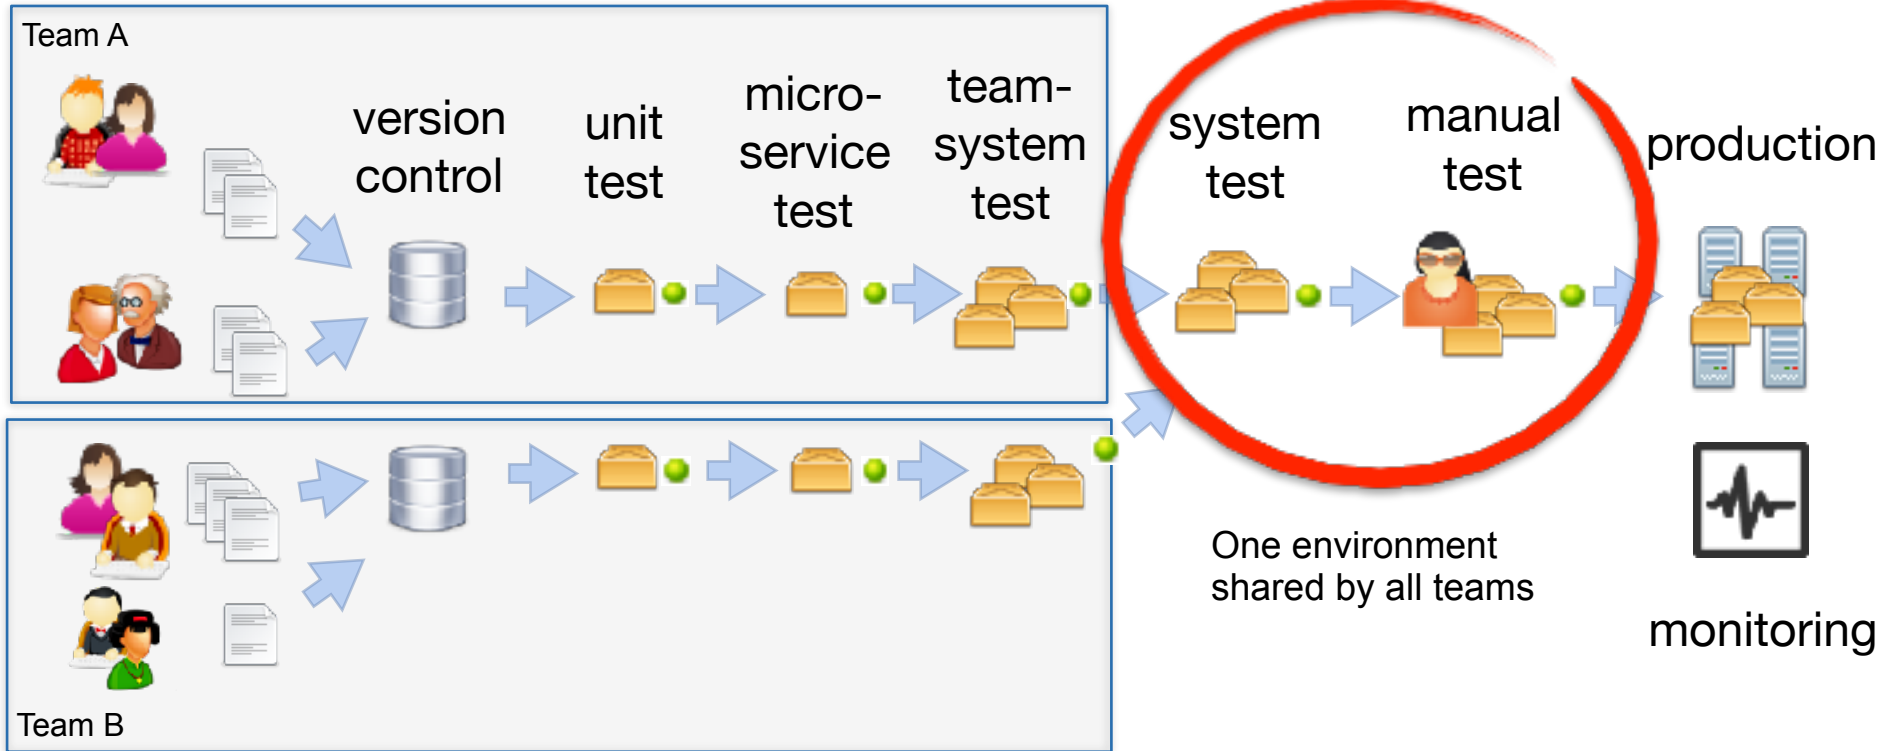 Team A
version
control
unit
test
micro-
service
test
team-
system
test
system
test
manual
test
production
One environment
shared by all teams
monitoring
Team B